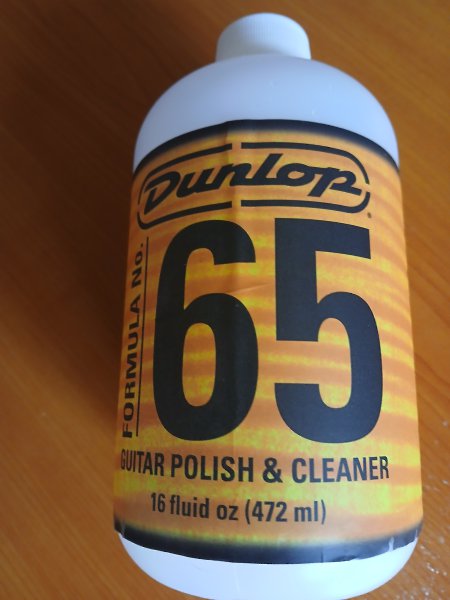 Dunlop
FORMULA No.
65
GUITAR POLISH & CLEANER
16 fluid oz (472 ml)